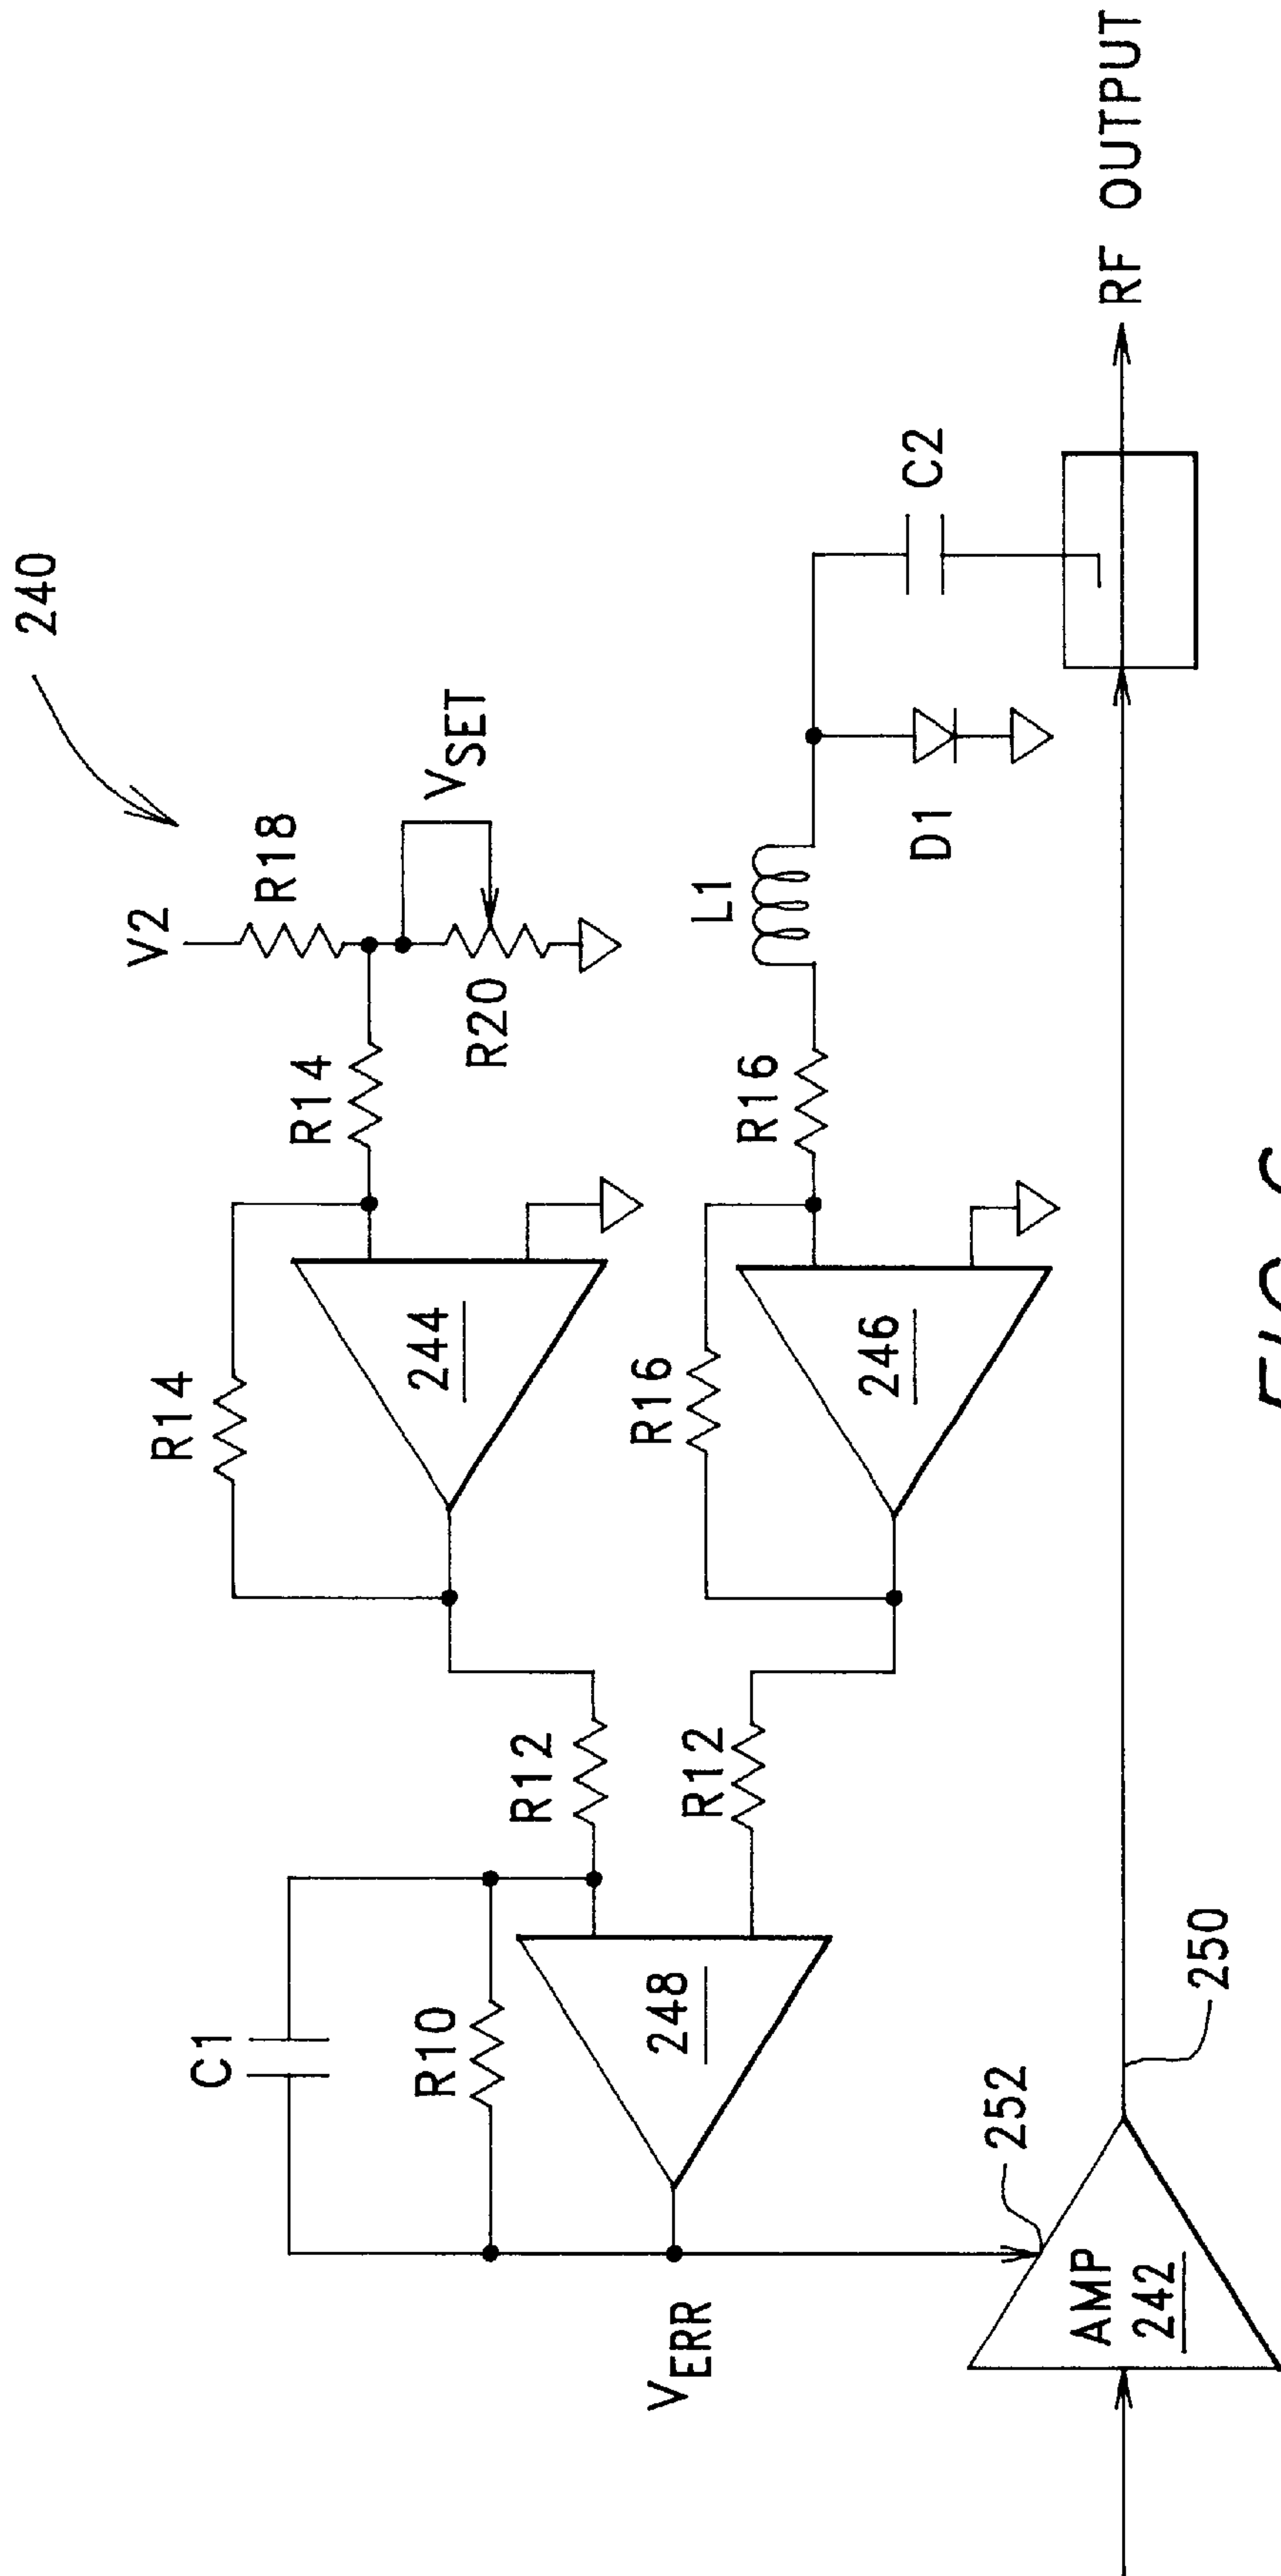 240
V2
R18
VSET
R14
R14
R20
244
C1
R12
R10
248
R12
VERR
L1
R16
R16
246
D1
C2
252
AMP
242
250
RF OUTPUT